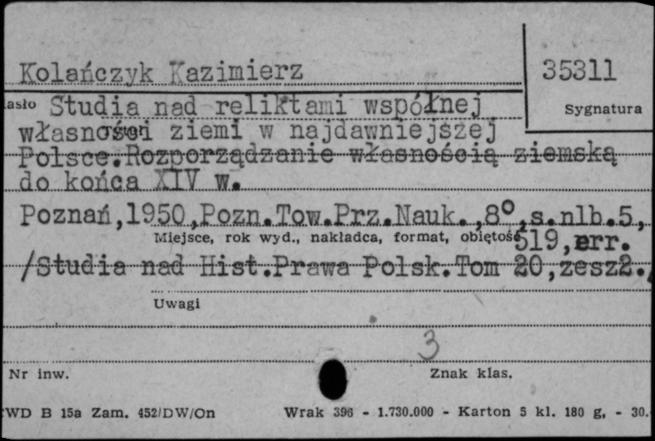 Kolańczyk Kazimierz
35311
asło Studia nad reliktami wspólnej
Sygnatura
własności ziemi w najdawniejszej
Polsce.Rozporządzanie własnością ziemską
do końca XIV w.
Poznań,1950,Pozn.Tow.Prz.Nauk.,8°,s.nlb.5,
Miejsce, rok wyd., nakładca, format, objętość
519,err.
/Studia nad Hist.Prawa Polsk.Tom 20,zesz2./
Uwagi
3
Nr inw.
Znak klas.
CWD B 15a Zam. 452/DW/On Wrak 396 - 1.730.000 - Karton 5 kl. 180 g, - 30.